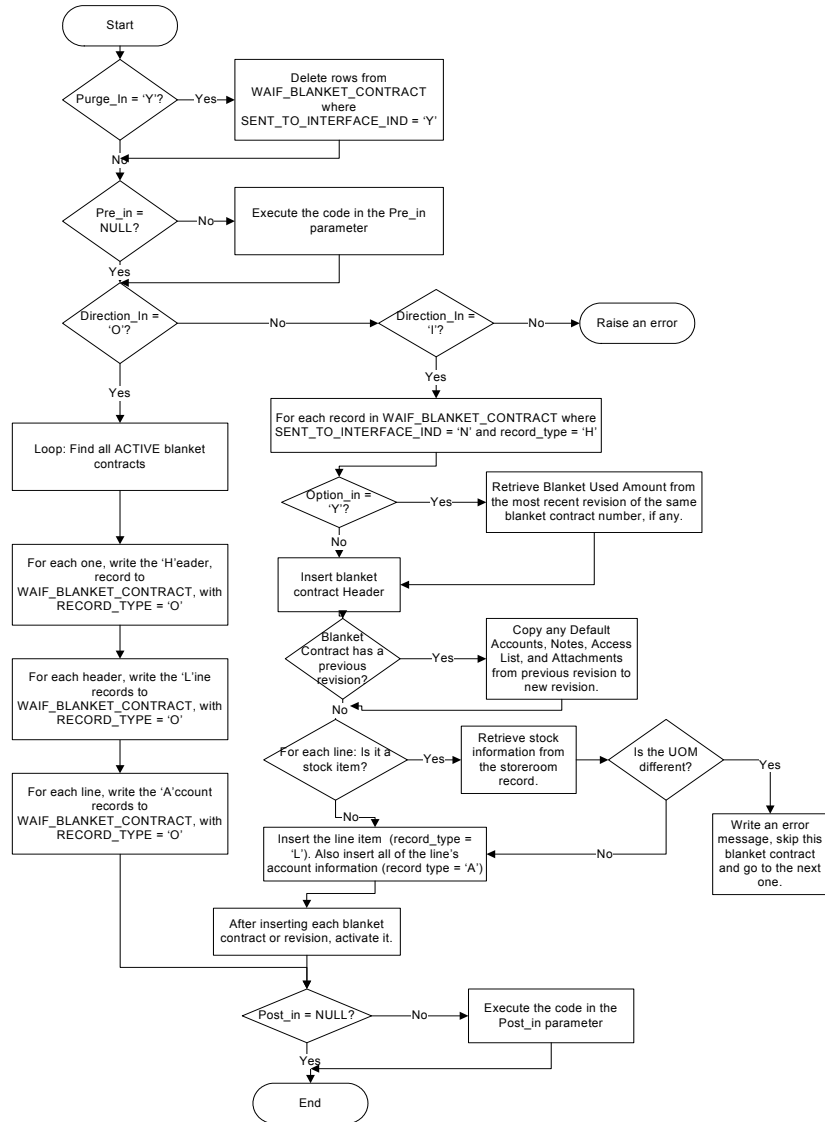 Start
Purge_In = ‘Y’?
Yes
Delete rows from
WAIF_BLANKET_CONTRACT
where
SENT_TO_INTERFACE_IND = ‘Y’
No
Pre_in =
NULL?
No
Execute the code in the Pre_in
parameter
Yes
Direction_In =
‘O’?
No
Direction_In =
‘I’?
No
Raise an error
Yes
Yes
Loop: Find all ACTIVE blanket
contracts
For each record in WAIF_BLANKET_CONTRACT where
SENT_TO_INTERFACE_IND = ‘N’ and record_type = ‘H’
Option_in =
‘Y’?
Yes
Retrieve Blanket Used Amount from
the most recent revision of the same
blanket contract number, if any.
No
For each one, write the ‘H’eader,
record to
WAIF_BLANKET_CONTRACT, with
RECORD_TYPE = ‘O’
Insert blanket
contract Header
Blanket
Contract has a
previous
revision?
Yes
Copy any Default
Accounts, Notes, Access
List, and Attachments
from previous revision to
new revision.
No
For each header, write the ‘L’ine
records to
WAIF_BLANKET_CONTRACT, with
RECORD_TYPE = ‘O’
For each line: Is it a
stock item?
Yes
Retrieve stock
information from
the storeroom
record.
Is the UOM
different?
Yes
No
For each line, write the ‘A’ccount
records to
WAIF_BLANKET_CONTRACT, with
RECORD_TYPE = ‘O’
Insert the line item  (record_type =
‘L’). Also insert all of the line’s
account information (record type = ‘A’)
No
Write an error
message, skip this
blanket contract
and go to the next
one.
After inserting each blanket
contract or revision, activate it.
Post_in = NULL?
No
Execute the code in the
Post_in parameter
Yes
End